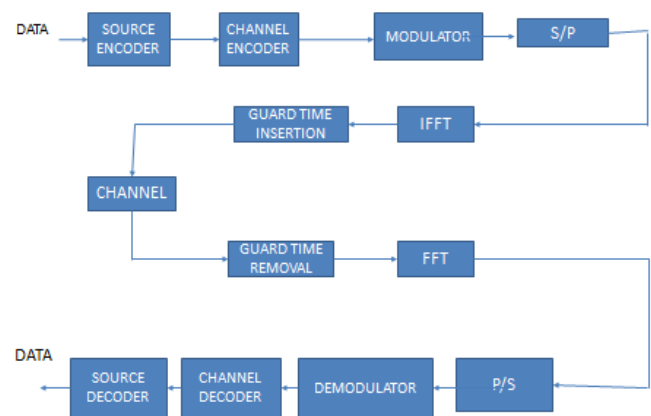 DATA
SOURCE
ENCODER
CHANNEL
ENCODER
MODULATOR
S/P
GUARD TIME
INSERTION
IFFT
CHANNEL
GUARD TIME
REMOVAL
FFT
DATA
SOURCE
DECODER
CHANNEL
DECODER
DEMODULATOR
P/S